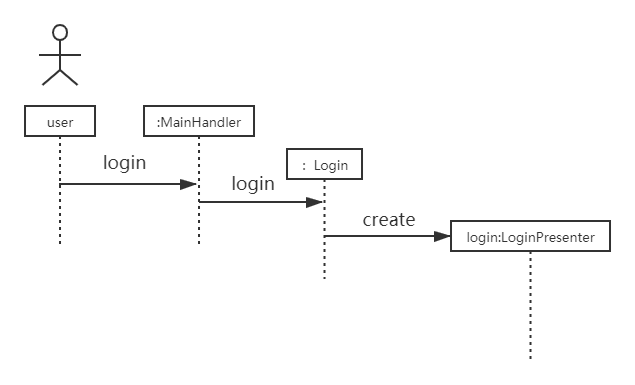 user
:MainHandler
login
: Login
login
create
login:LoginPresenter